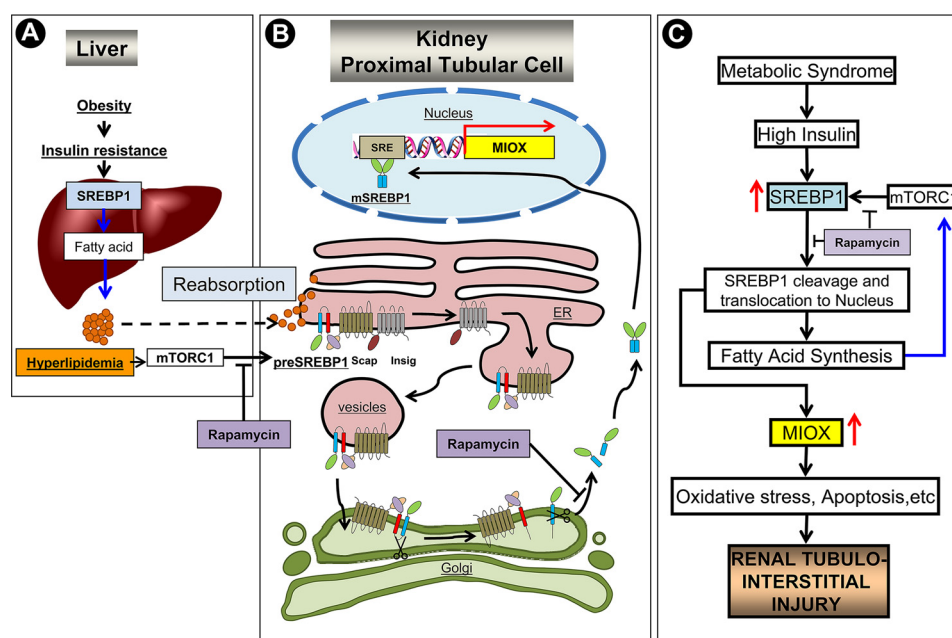 A
Liver
Obesity
Insulin resistance
SREBP1
Fatty acid
Hyperlipidemia
mTORC1
Rapamycin
B
Kidney
Proximal Tubular Cell
Nucleus
SRE
MIOX
mSREBP1
Reabsorption
ER
preSREBP1 Scap Insig
vesicles
Rapamycin
Golgi
C
Metabolic Syndrome
High Insulin
SREBP1
mTORC1
Rapamycin
SREBP1 cleavage and
translocation to Nucleus
Fatty Acid Synthesis
MIOX
Oxidative stress, Apoptosis,etc
RENAL TUBULO-
INTERSTITIAL
INJURY